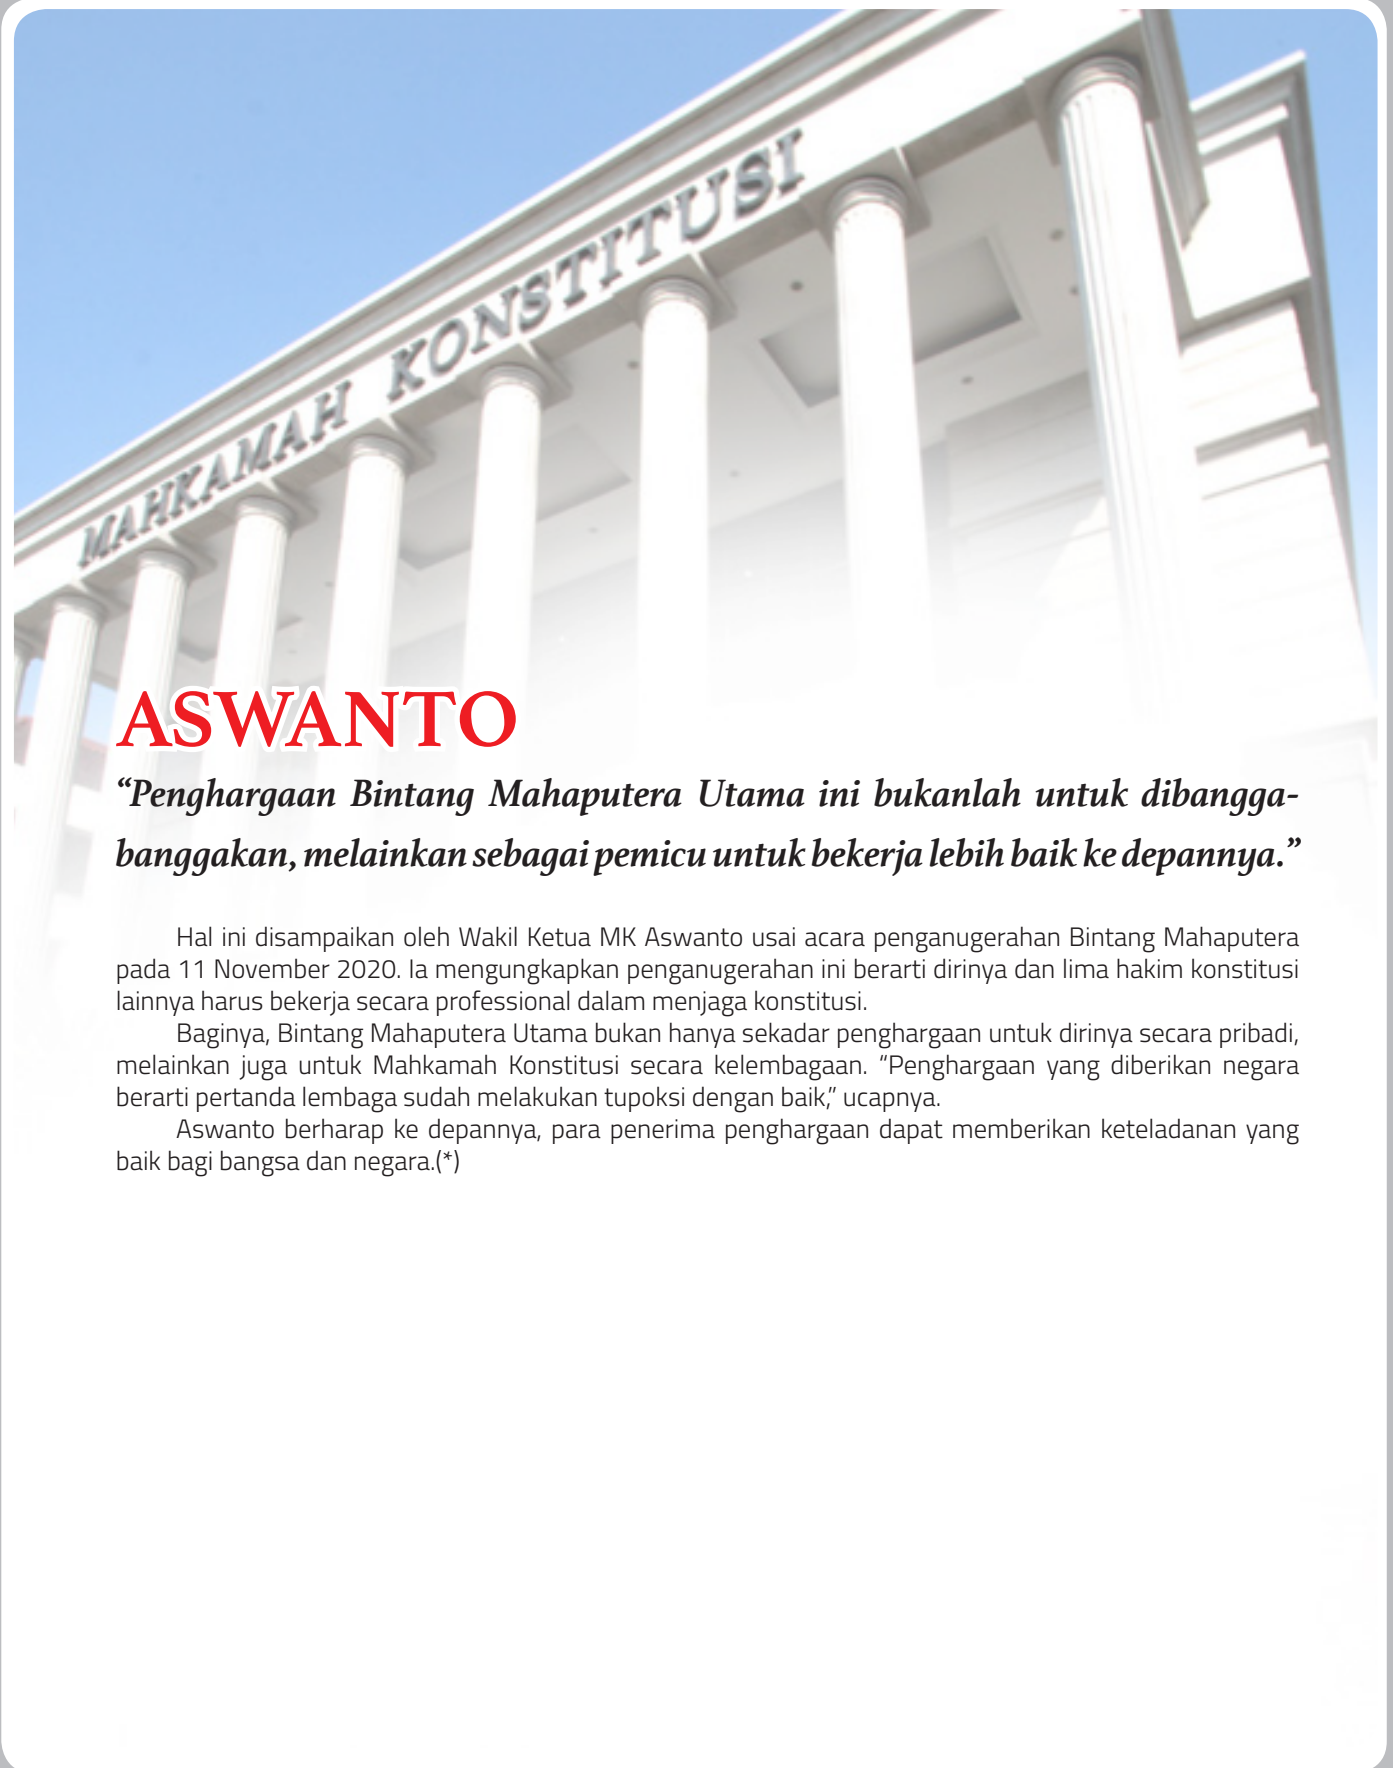 MAHKAMAH KONSTITUSI
ASWANTO
“Penghargaan Bintang Mahaputera Utama ini bukanlah untuk dibangga-
banggakan, melainkan sebagai pemicu untuk bekerja lebih baik ke depannya.”
Hal ini disampaikan oleh Wakil Ketua MK Aswanto usai acara penganugerahan Bintang Mahaputera
pada 11 November 2020. Ia mengungkapkan penganugerahan ini berarti dirinya dan lima hakim konstitusi
lainnya harus bekerja secara professional dalam menjaga konstitusi.
Baginya, Bintang Mahaputera Utama bukan hanya sekadar penghargaan untuk dirinya secara pribadi,
melainkan juga untuk Mahkamah Konstitusi secara kelembagaan. “Penghargaan yang diberikan negara
berarti pertanda lembaga sudah melakukan tupoksi dengan baik,” ucapnya.
Aswanto berharap ke depannya, para penerima penghargaan dapat memberikan keteladanan yang
baik bagi bangsa dan negara.(*)